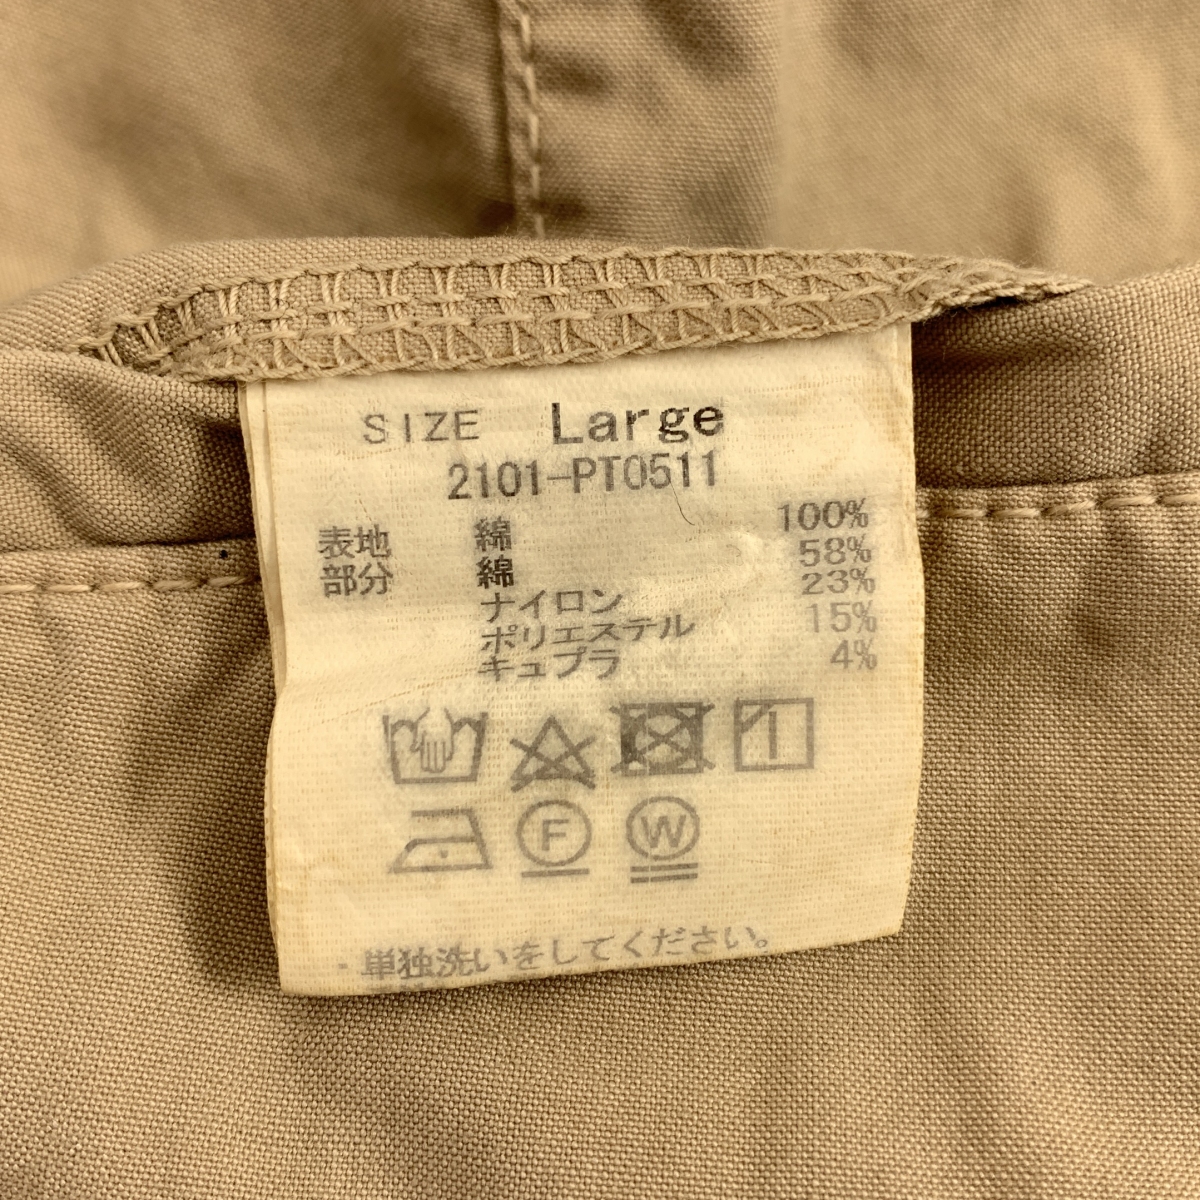 SIZE Large
2101-PT0511
表地 綿 100%
部分 綿 58%
ナイロン 23%
ポリエステル 15%
キュプラ 4%
F W
・単独洗いをしてください。